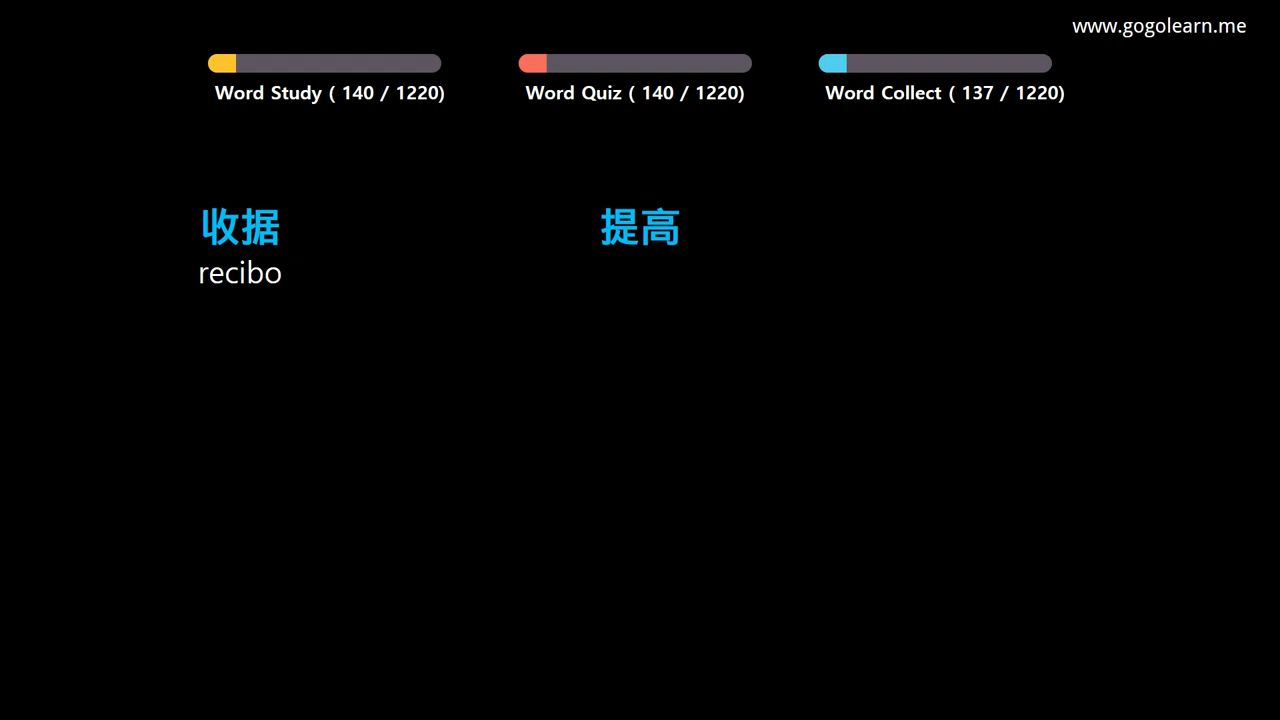 www.gogolearn.me
Word Study ( 140 / 1220)
Word Quiz ( 140 / 1220)
Word Collect ( 137 / 1220)
收据
提高
recibo